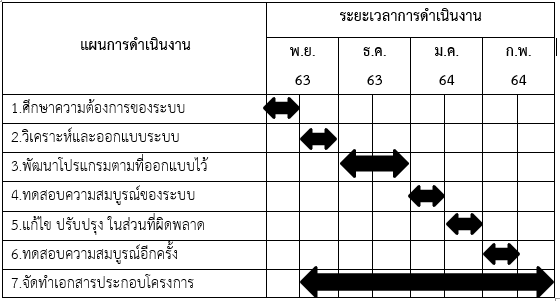 แผนการดำเนินงาน
ระยะเวลาการดำเนินงาน
พ.ย. ธ.ค. ม.ค. ก.พ.
63 63 64 64
1.ศึกษาความต้องการของระบบ
2.วิเคราะห์และออกแบบระบบ
3.พัฒนาโปรแกรมตามที่ออกแบบไว้
4.ทดสอบความสมบูรณ์ของระบบ
5.แก้ไข ปรับปรุง ในส่วนที่ผิดพลาด
6.ทดสอบความสมบูรณ์อีกครั้ง
7.จัดทำเอกสารประกอบโครงการ